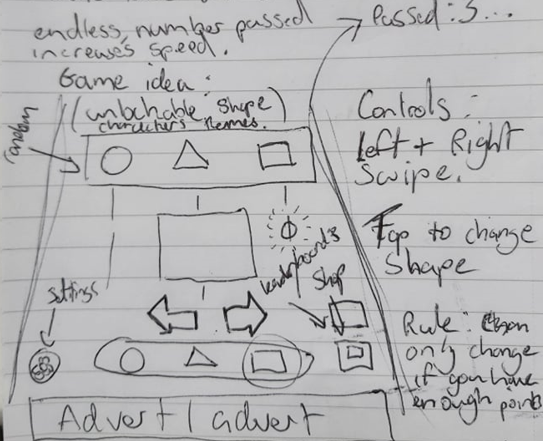 endless, number passed
increases speed.
Passed: 5...
Game idea:
(unlockable shape
characters themes.)
random
Controls:
Left + Right
Swipe.
Tap to change
Shape
leaderboards
Shop
settings
Rule: Can
only change
if you have
enough points
Advert / advert